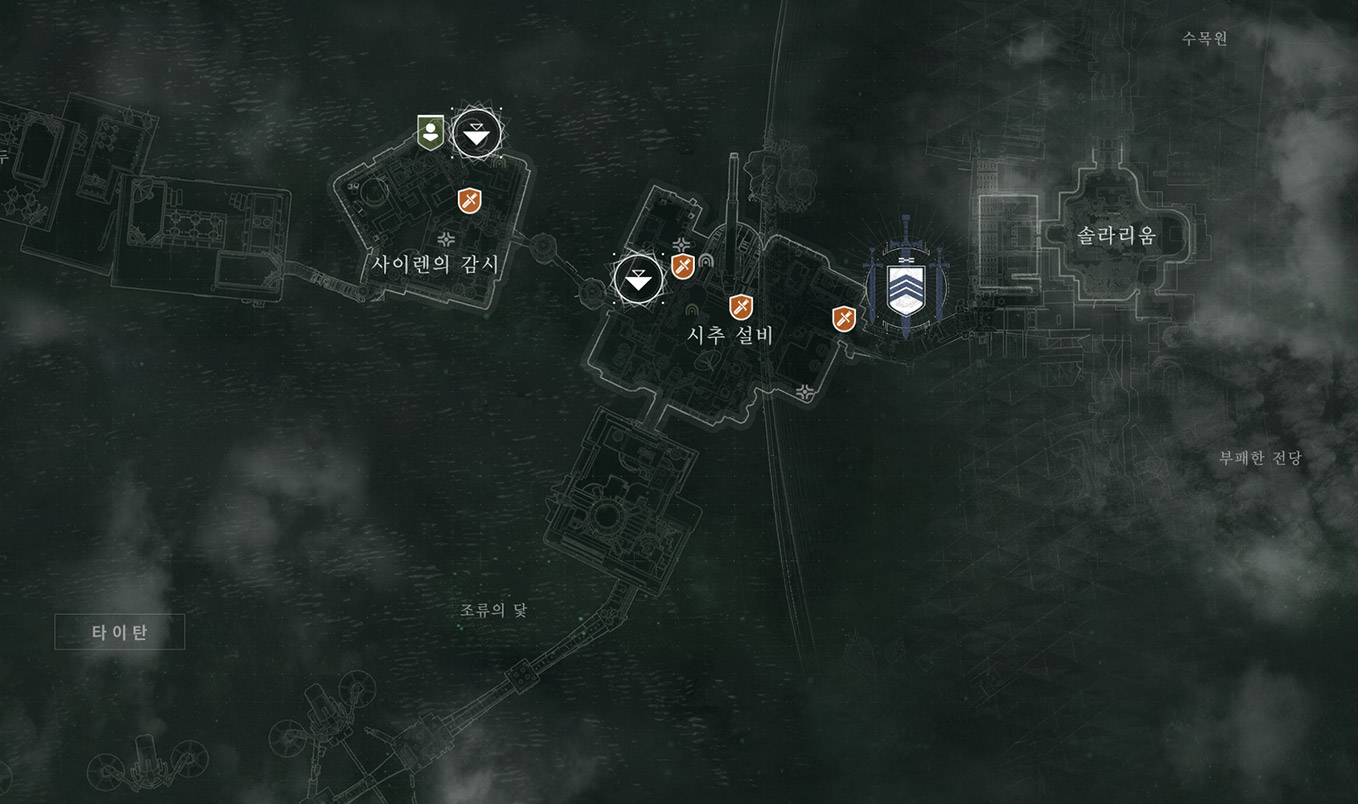 수목원
솔라리움
사이렌의 감시
시추 설비
부패한 전당
조류의 닻
타이탄